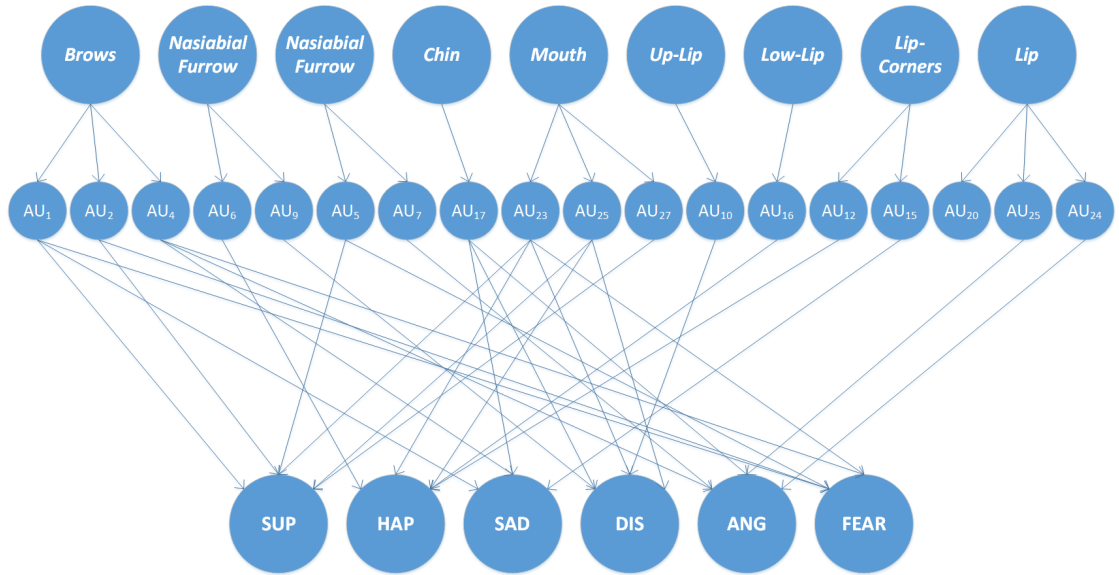 Brows
Nasiabial
Furrow
Nasiabial
Furrow
Chin
Mouth
Up-Lip
Low-Lip
Lip-
Corners
Lip
AU1 AU2 AU4 AU6 AU9 AU5 AU7 AU17 AU23 AU25 AU27 AU10 AU16 AU12 AU15 AU20 AU25 AU24
SUP HAP SAD DIS ANG FEAR